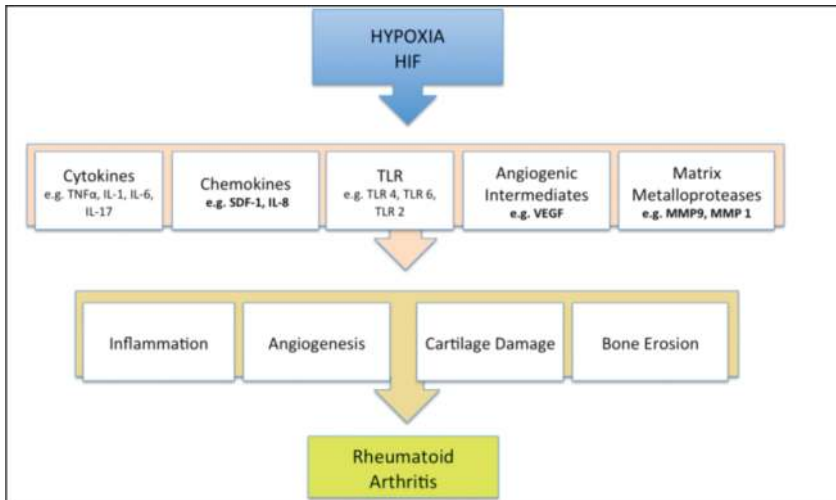 HYPOXIA
HIF
Cytokines
e.g. TNFα, IL-1, IL-6,
IL-17
Chemokines
e.g. SDF-1, IL-8
TLR
e.g. TLR 4, TLR 6,
TLR 2
Angiogenic
Intermediates
e.g. VEGF
Matrix
Metalloproteases
e.g. MMP9, MMP 1
Inflammation
Angiogenesis
Cartilage Damage
Bone Erosion
Rheumatoid
Arthritis